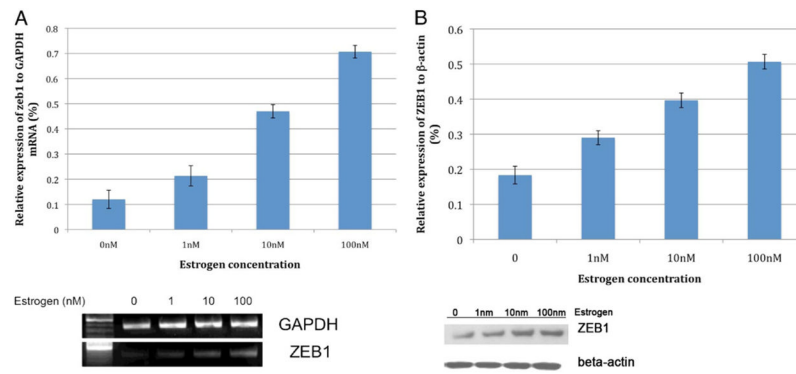 A
Relative expression of zeb1 to GAPDH
mRNA (%)
0.8
0.7
0.6
0.5
0.4
0.3
0.2
0.1
0
0nM 1nM 10nM 100nM
Estrogen concentration
Estrogen (nM) 0 1 10 100
GAPDH
ZEB1
B
Relative expression of ZEB1 to β-actin
(%)
0.6
0.5
0.4
0.3
0.2
0.1
0
0 1nM 10nM 100nM
Estrogen concentration
0 1nm 10nm 100nm Estrogen
ZEB1
beta-actin